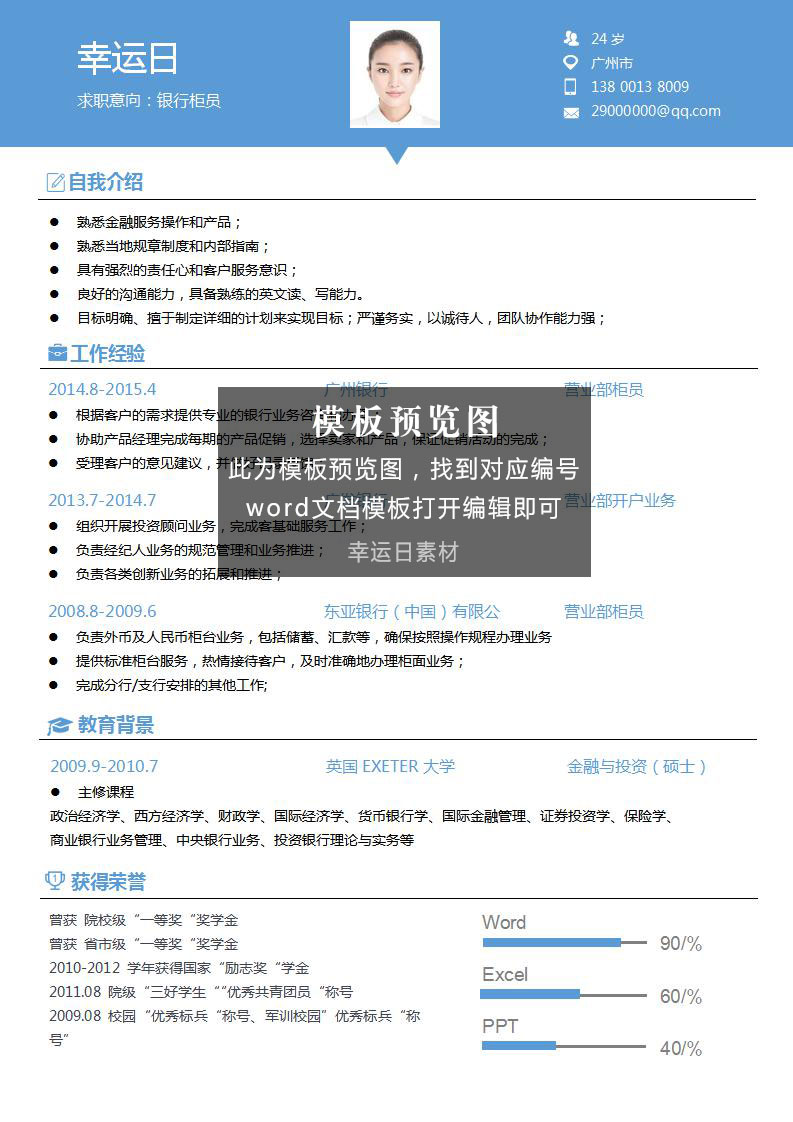 幸运日
求职意向：银行柜员
24 岁
广州市
138 0013 8009
29000000@qq.com
自我介绍
● 熟悉金融服务操作和产品；
● 熟悉当地规章制度和内部指南；
● 具有强烈的责任心和客户服务意识；
● 良好的沟通能力，具备熟练的英文读、写能力。
● 目标明确、擅于制定详细的计划来实现目标；严谨务实，以诚待人，团队协作能力强；
工作经验
2014.8-2015.4 广州银行 营业部柜员
● 根据客户的需求提供专业的银行业务咨
● 协助产品经理完成每期的产品促销，选择卖家和产品，保证促销活动的完成；
● 受理客户的意见建议，并
模板预览图
此为模板预览图，找到对应编号
word文档模板打开编辑即可
幸运日素材
2013.7-2014.7 营业部开户业务
● 组织开展投资顾问业务，完成客基础服务工作；
● 负责经纪人业务的规范管理和业务推进；
● 负责各类创新业务的拓展和推进；
2008.8-2009.6 东亚银行（中国）有限公 营业部柜员
● 负责外币及人民币柜台业务，包括储蓄、汇款等，确保按照操作规程办理业务
● 提供标准柜台服务，热情接待客户，及时准确地办理柜面业务；
● 完成分行/支行安排的其他工作;
教育背景
2009.9-2010.7 英国 EXETER 大学 金融与投资（硕士）
● 主修课程
政治经济学、西方经济学、财政学、国际经济学、货币银行学、国际金融管理、证券投资学、保险学、
商业银行业务管理、中央银行业务、投资银行理论与实务等
获得荣誉
曾获 院校级“一等奖“奖学金
曾获 省市级“一等奖“奖学金
2010-2012 学年获得国家“励志奖“学金
2011.08 院级“三好学生““优秀共青团员“称号
2009.08 校园“优秀标兵“称号、军训校园”优秀标兵“称
号”
Word
90/%
Excel
60/%
PPT
40/%